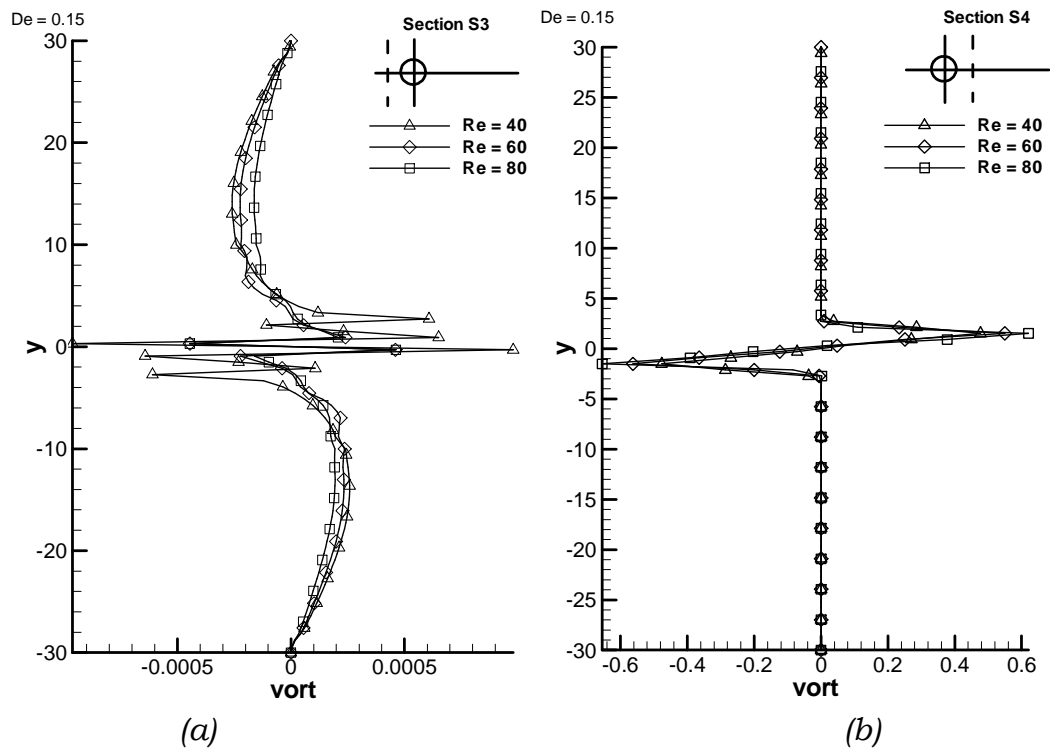 De = 0.15
Section S3
Re = 40
Re = 60
Re = 80
30
20
10
0
-10
-20
-30
y
-0.0005
0
0.0005
vort
(a)
De = 0.15
Section S4
Re = 40
Re = 60
Re = 80
30
25
20
15
10
5
0
-5
-10
-15
-20
-25
-30
y
-0.6
-0.4
-0.2
0
0.2
0.4
0.6
vort
(b)